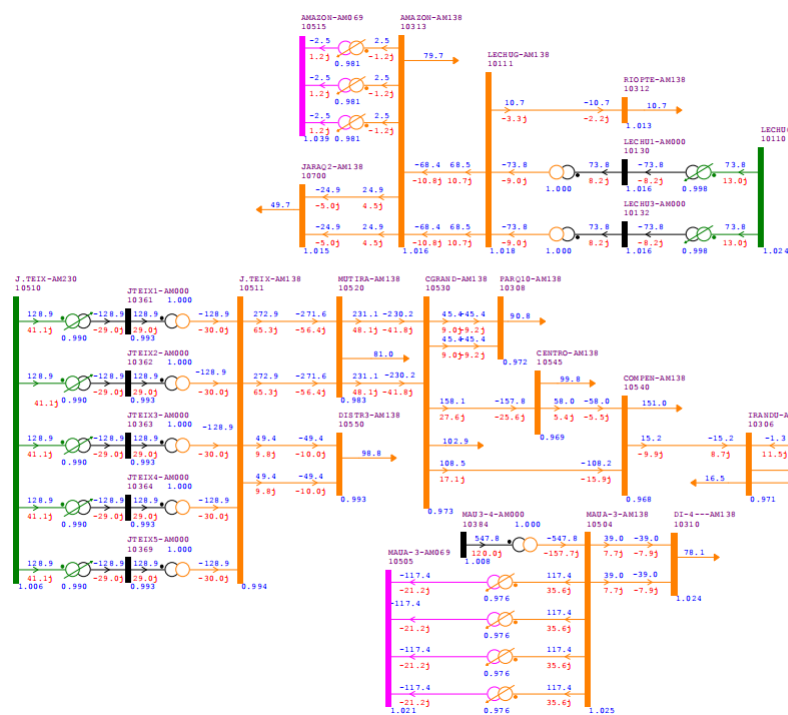 AMAZON-AM069
10515
AMAZON-AM138
10313
-2.5 2.5
1.2j -1.2j
0.981
-2.5 2.5
1.2j -1.2j
0.981
-2.5 2.5
1.2j -1.2j
1.039 0.981
79.7
LECHUG-AM138
10111
10.7 -10.7
-3.3j -2.2j
RIOPTE-AM138
10312
10.7
1.013
JARAQ2-AM138
10700
-24.9 24.9
-5.0j 4.5j
49.7
-24.9 24.9
-5.0j 4.5j
1.015
1.016
-68.4 68.5
-10.8j 10.7j
-73.8
-9.0j
1.000
LECHU1-AM000
10130
73.8 -73.8
8.2j -8.2j
1.016
0.998
73.8
13.0j
LECHU
10110
-68.4 68.5
-10.8j 10.7j
1.018
-73.8
-9.0j
1.000
LECHU3-AM000
10132
73.8 -73.8
8.2j -8.2j
1.016
0.998
73.8
13.0j
1.024
J.TEIX-AM230
10510
JTEIX1-AM000
10361
1.000
128.9 -128.9 128.9 -128.9
41.1j -29.0j 29.0j -30.0j
0.990 0.993
JTEIX2-AM000
10362
1.000
128.9 -128.9 128.9 -128.9
41.1j -29.0j 29.0j -30.0j
0.990 0.993
JTEIX3-AM000
10363
1.000
128.9 -128.9 128.9 -128.9
41.1j -29.0j 29.0j -30.0j
0.990 0.993
JTEIX4-AM000
10364
1.000
128.9 -128.9 128.9 -128.9
41.1j -29.0j 29.0j -30.0j
0.990 0.993
JTEIX5-AM000
10369
1.000
128.9 -128.9 128.9 -128.9
41.1j -29.0j 29.0j -30.0j
1.006 0.990 0.993
J.TEIX-AM138
10511
272.9 -271.6
65.3j -56.4j
272.9 -271.6
65.3j -56.4j
49.4 -49.4
9.8j -10.0j
49.4 -49.4
9.8j -10.0j
0.994
MUTIRA-AM138
10520
231.1 -230.2
48.1j -41.8j
81.0
231.1 -230.2
48.1j -41.8j
0.983
DISTR3-AM138
10550
98.8
0.993
CGRAND-AM138
10530
45.4 -45.4
9.0j -9.2j
45.4 -45.4
9.0j -9.2j
158.1 -157.8
27.6j -25.6j
102.9
108.5 -108.2
17.1j -15.9j
0.973
PARQ10-AM138
10308
90.8
0.972
CENTRO-AM138
10545
99.8
58.0 -58.0
5.4j -5.5j
0.969
COMPEN-AM138
10540
151.0
15.2 -15.2
-9.9j 8.7j
0.968
IRANDU-A
10306
-1.3
11.5j
16.5
0.971
MAU3-4-AM000
10384
1.000
547.8 -547.8
120.0j -157.7j
1.008
MAUA-3-AM138
10504
39.0 -39.0
7.7j -7.9j
39.0 -39.0
7.7j -7.9j
DI-4---AM138
10310
78.1
1.024
MAUA-3-AM069
10505
-117.4 117.4
-21.2j 35.6j
0.976
-117.4 117.4
-21.2j 35.6j
0.976
-117.4 117.4
-21.2j 35.6j
0.976
-117.4 117.4
-21.2j 35.6j
1.021 0.976 1.025